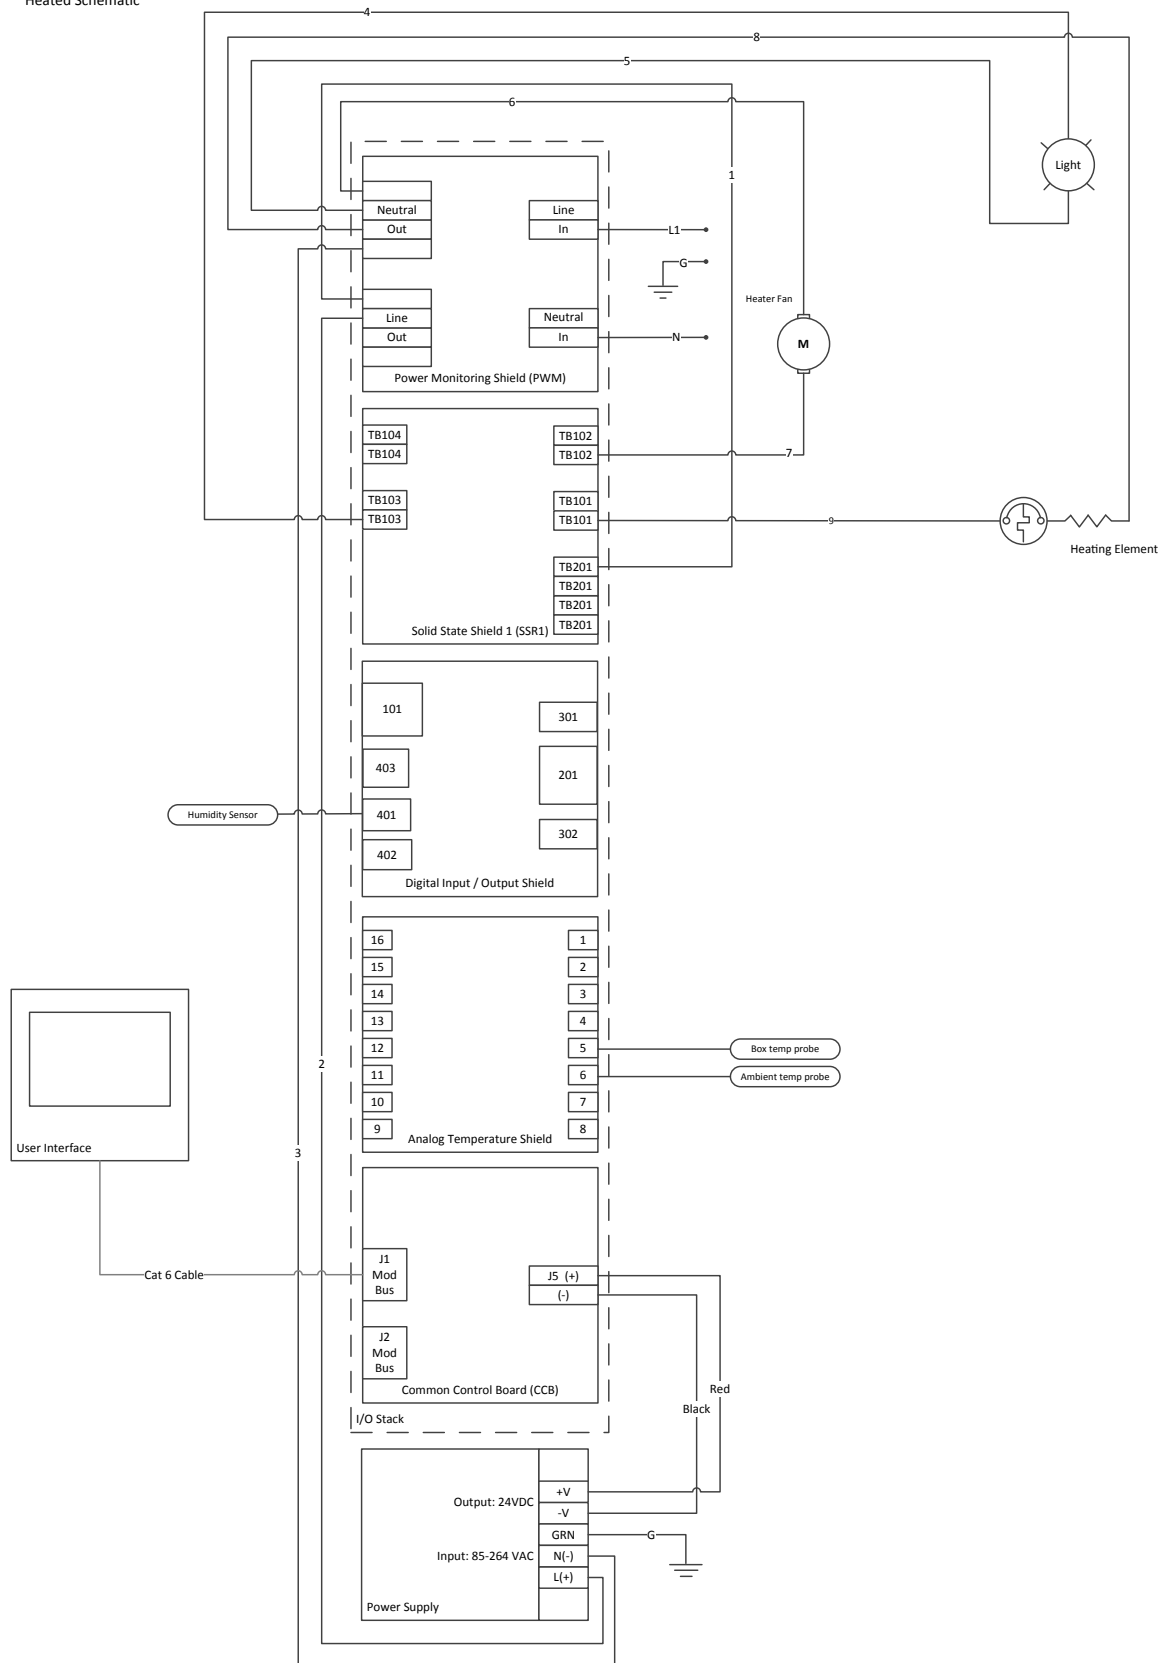 Heated Schematic
4
8
5
6
1
Light
Neutral
Out
Line
In
L1
G
Heater Fan
Line
Out
Neutral
In
N
M
Power Monitoring Shield (PWM)
TB104
TB104
TB102
TB102
7
TB103
TB103
TB101
TB101
9
Heating Element
TB201
TB201
TB201
TB201
Solid State Shield 1 (SSR1)
101
301
403
201
Humidity Sensor
401
302
402
Digital Input / Output Shield
16
1
15
2
14
3
13
4
12
5
Box temp probe
11
6
Ambient temp probe
10
7
9
8
Analog Temperature Shield
2
3
User Interface
Cat 6 Cable
J1
Mod
Bus
J5 (+)
(-)
J2
Mod
Bus
Common Control Board (CCB)
Red
Black
I/O Stack
Output: 24VDC
+V
-V
GRN
G
Input: 85-264 VAC
N(-)
L(+)
Power Supply